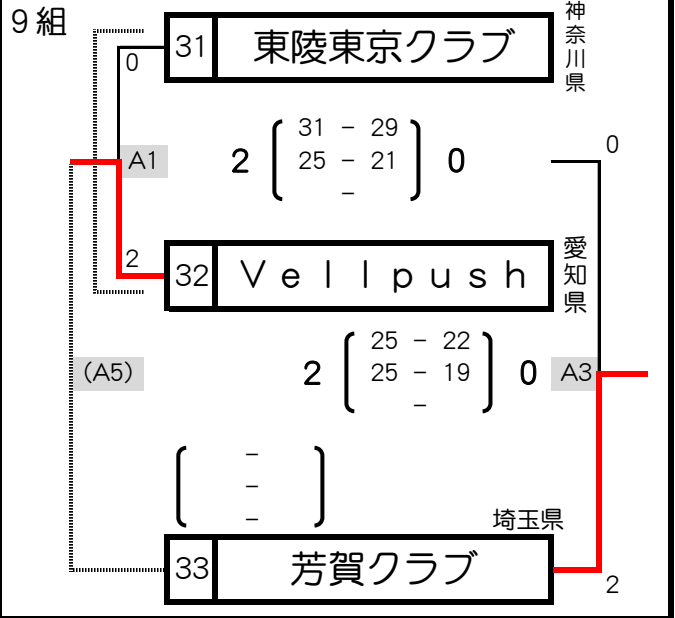 9組
31 東陵東京クラブ
神奈川県
0
A1
2 31 - 29 0
25 - 21
-
0
2
32 Vellpush
愛知県
(A5)
2 25 - 22 0
25 - 19
-
A3
-
-
-
埼玉県
33 芳賀クラブ
2